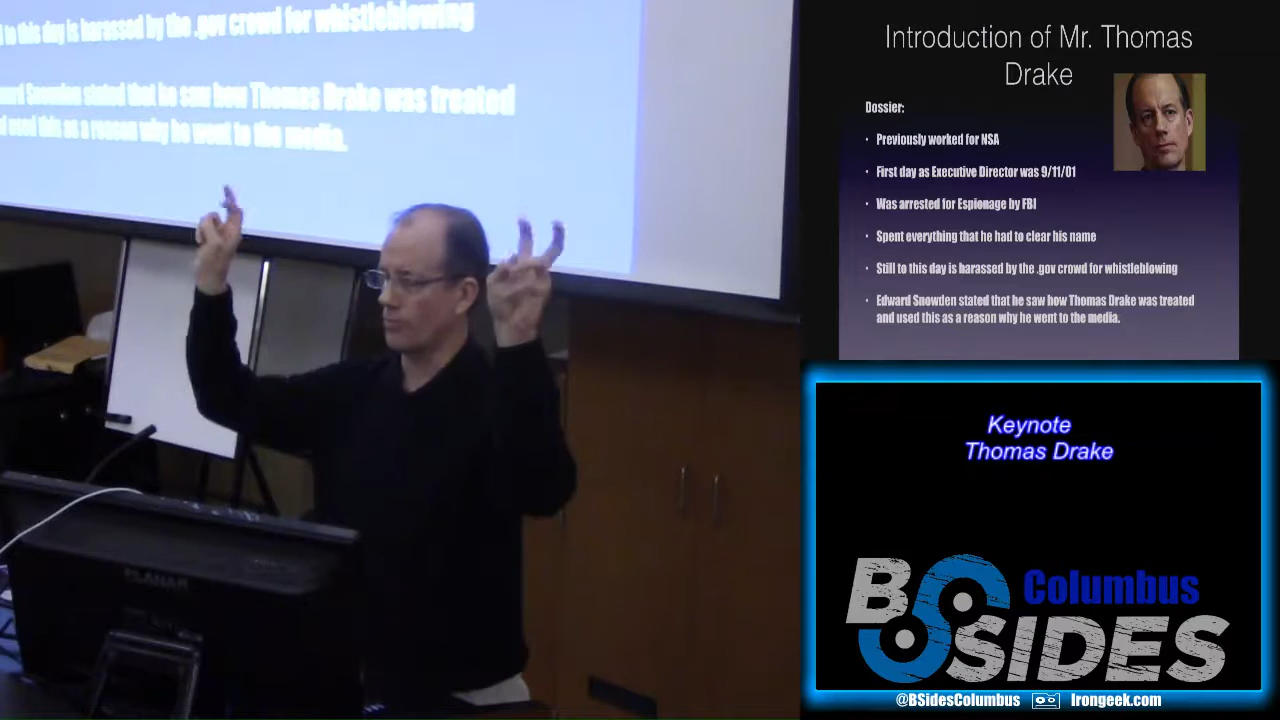 to this day is harassed by the .gov crowd for whistleblowing
Snowden stated that he saw how Thomas Drake was treated
used this as a reason why he went to the media.
PLANAR
Introduction of Mr. Thomas
Drake
Dossier:
• Previously worked for NSA
• First day as Executive Director was 9/11/01
• Was arrested for Espionage by FBI
• Spent everything that he had to clear his name
• Still to this day is harassed by the .gov crowd for whistleblowing
• Edward Snowden stated that he saw how Thomas Drake was treated
and used this as a reason why he went to the media.
Keynote
Thomas Drake
BSIDES
Columbus
@BSidesColumbus
Irongeek.com